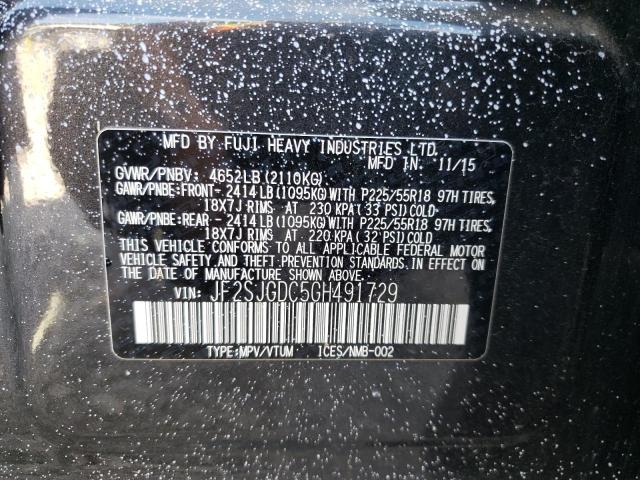 MFD BY FUJI HEAVY INDUSTRIES LTD.
MFD IN 11/15
GVWR/PNBV: 4652LB(2110KG)
GAWR/PNBE:FRONT- 2414LB(1095KG)WITH P225/55R18 97H TIRES,
18X7J RIMS AT 230 KPA(33 PSI)COLD
GAWR/PNBE:REAR - 2414LB(1095KG)WITH P225/55R18 97H TIRES,
18X7J RIMS AT 220 KPA(32 PSI)COLD
THIS VEHICLE CONFORMS TO ALL APPLICABLE FEDERAL MOTOR
VEHICLE SAFETY AND THEFT PREVENTION STANDARDS.IN EFFECT ON
THE DATE OF MANUFACTURE SHOWN ABOVE.
VIN: JF2SJGDC5GH491729
TYPE:MPV/VTUM ICES/NMB-002